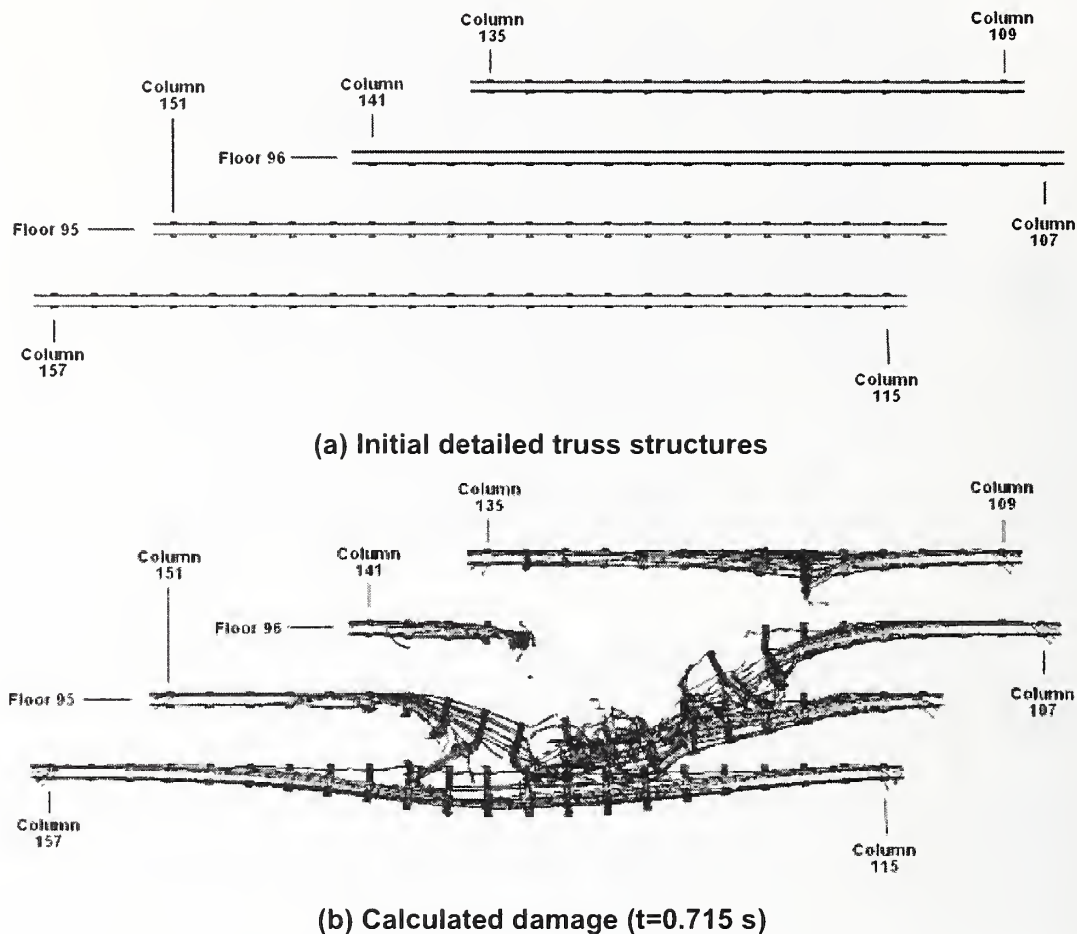 Column
135
Column
109
Column
151
Column
141
Floor 96
Floor 95
Column
107
Column
157
Column
115
(a) Initial detailed truss structures
Column
135
Column
109
Column
151
Column
141
Floor 96
Floor 95
Column
107
Column
157
Column
115
(b) Calculated damage (t=0.715 s)